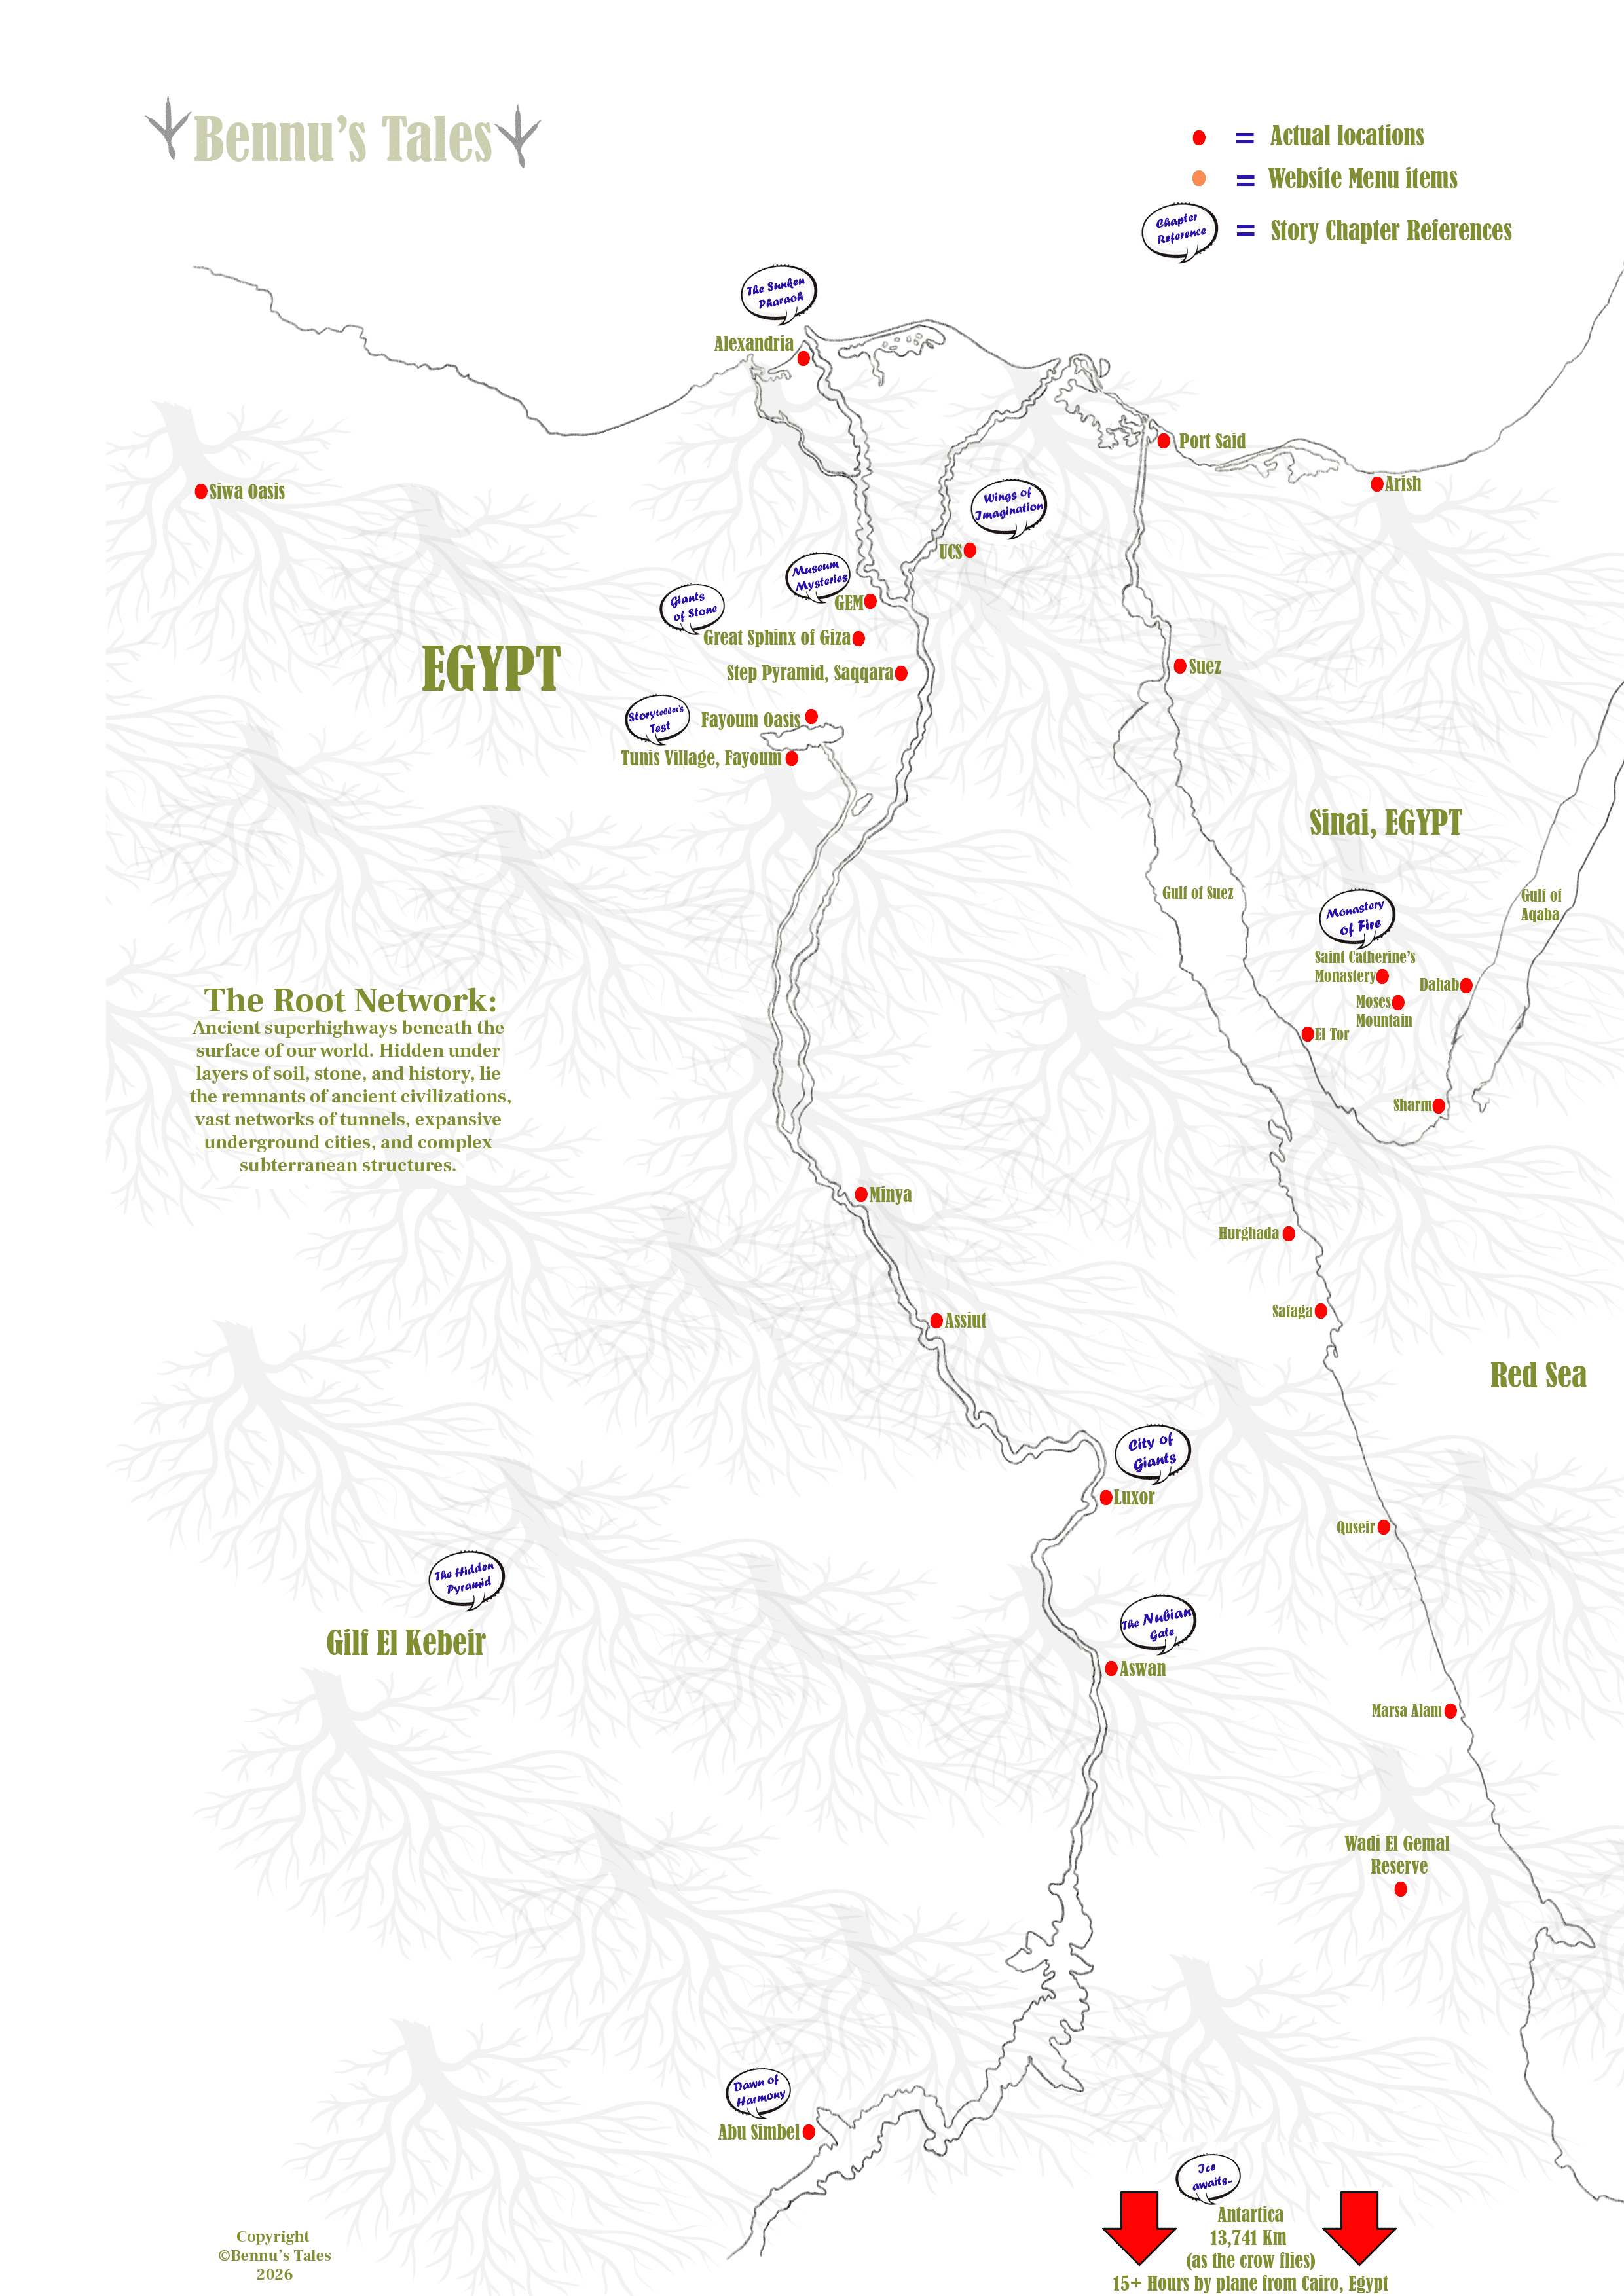 Bennu's Tales
= Actual locations
= Website Menu items
Chapter
Reference
= Story Chapter References
The Sunken
Pharaoh
Alexandria
Port Said
Siwa Oasis
Arish
Wings of
Imagination
UCS
Museum
Mysteries
GEM
Giants
of Stone
Great Sphinx of Giza
EGYPT
Step Pyramid, Saqqara
Suez
Storyteller's
Test
Fayoum Oasis
Tunis Village, Fayoum
Sinai, EGYPT
Gulf of Suez
Gulf of
Aqaba
Monastery
of Fire
Saint Catherine's
Monastery
Dahab
Moses
Mountain
El Tor
Sharm
The Root Network:
Ancient superhighways beneath the
surface of our world. Hidden under
layers of soil, stone, and history, lie
the remnants of ancient civilizations,
vast networks of tunnels, expansive
underground cities, and complex
subterranean structures.
Minya
Hurghada
Safaga
Assiut
Red Sea
City of
Giants
Luxor
Quseir
The Hidden
Pyramid
Gilf El Kebeir
The Nubian
Gate
Aswan
Marsa Alam
Wadi El Gemal
Reserve
Dawn of
Harmony
Abu Simbel
Ice
awaits..
Antartica
13,741 Km
(as the crow flies)
15+ Hours by plane from Cairo, Egypt
Copyright
©Bennu's Tales
2026